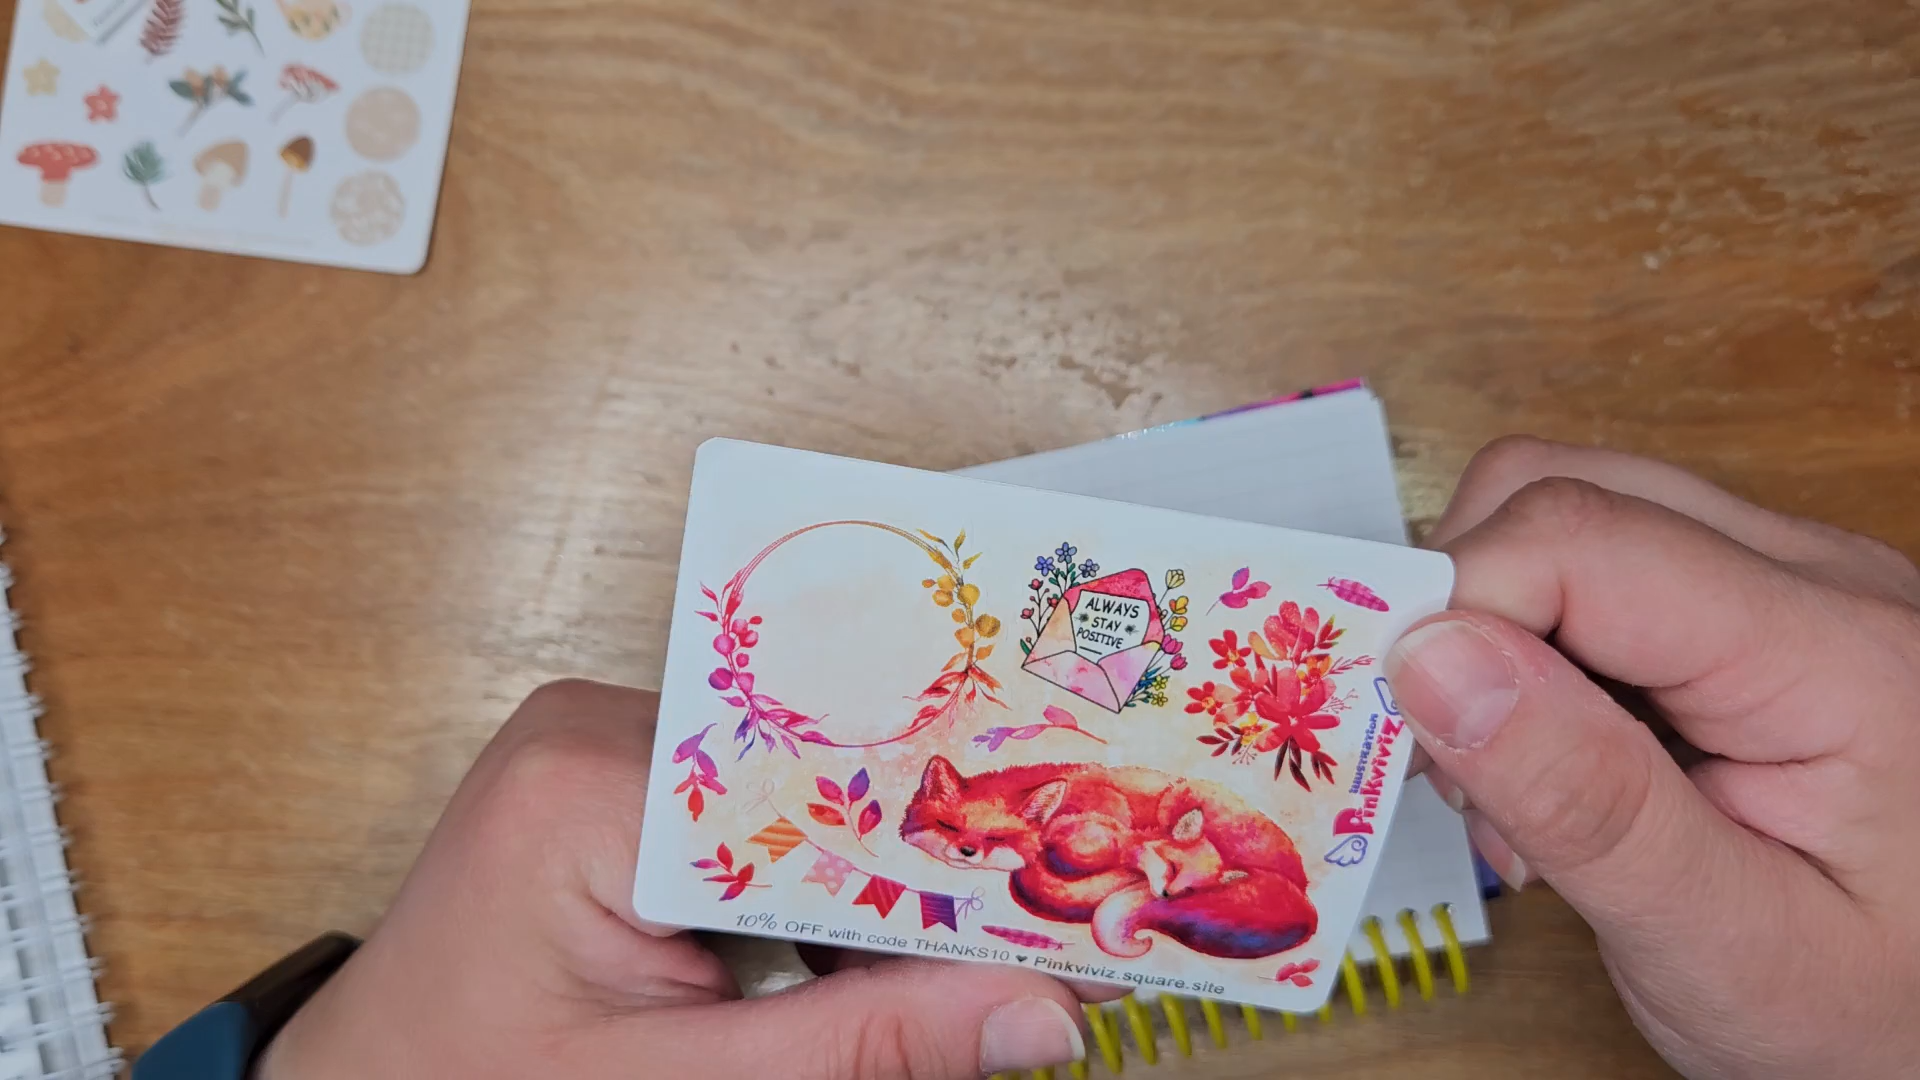 ALWAYS
STAY
POSITIVE
ILLUSTRATION
Pinkviviz
10% OFF with code THANKS10 ♥ Pinkviviz.square.site